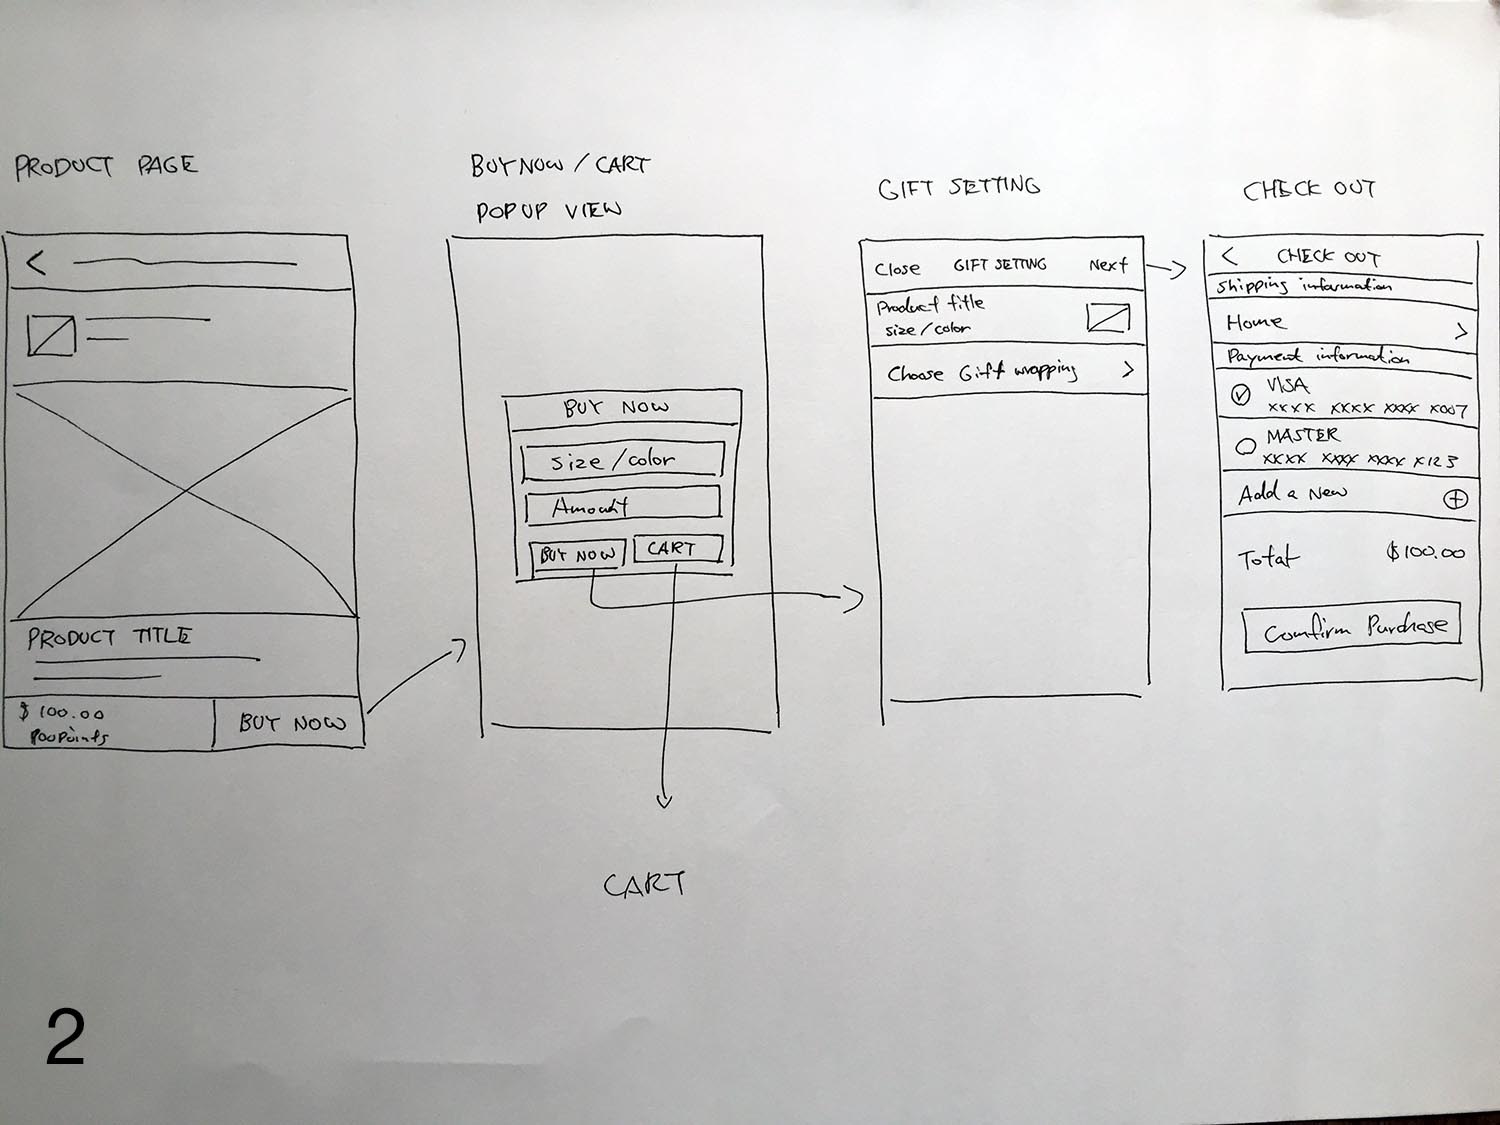 PRODUCT PAGE
PRODUCT TITLE
$ 100.00
BUY NOW
BUY NOW / CART
POPUP VIEW
BUY NOW
Size/color
Amount
BUY NOW
CART
CART
GIFT SETTING
Close GIFT SETTING Next
Product title
size/color
Choose Gift wrapping
CHECK OUT
CHECK OUT
Shipping information
Home
Payment information
VISA
xxxx xxxx xxxx x007
MASTER
xxxx xxxx xxxx x123
Add a New
Total $100.00
Comfirm Purchase
2